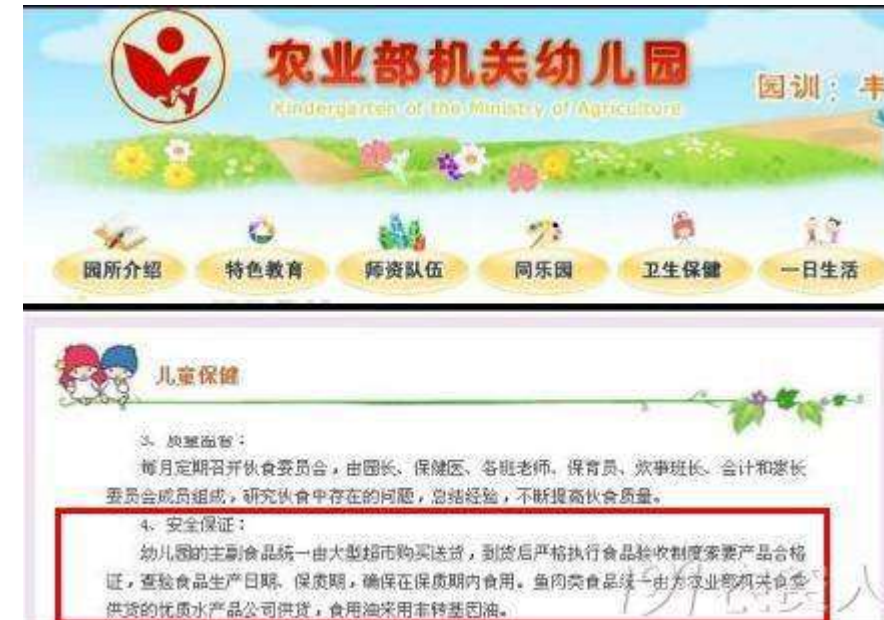 农业部机关幼儿园
Kindergarten of the Ministry of Agriculture
园训：丰
园所介绍 特色教育 师资队伍 同乐园 卫生保健 一日生活
儿童保健
3、质量监督：
每月定期召开伙食委员会，由园长、保健医、各班老师、保育员、炊事班长、会计和家长
委员会成员组成，研究伙食中存在的问题，总结经验，不断提高伙食质量。
4、安全保证：
幼儿园的主副食品统一由大型超市购买送货，到货后严格执行食品验收制度索要产品合格
证，查验食品生产日期、保质期，确保在保质期内食用。鱼肉类食品统一由为农业部机关食堂
供货的优质水产品公司供货，食用油采用非转基因油。